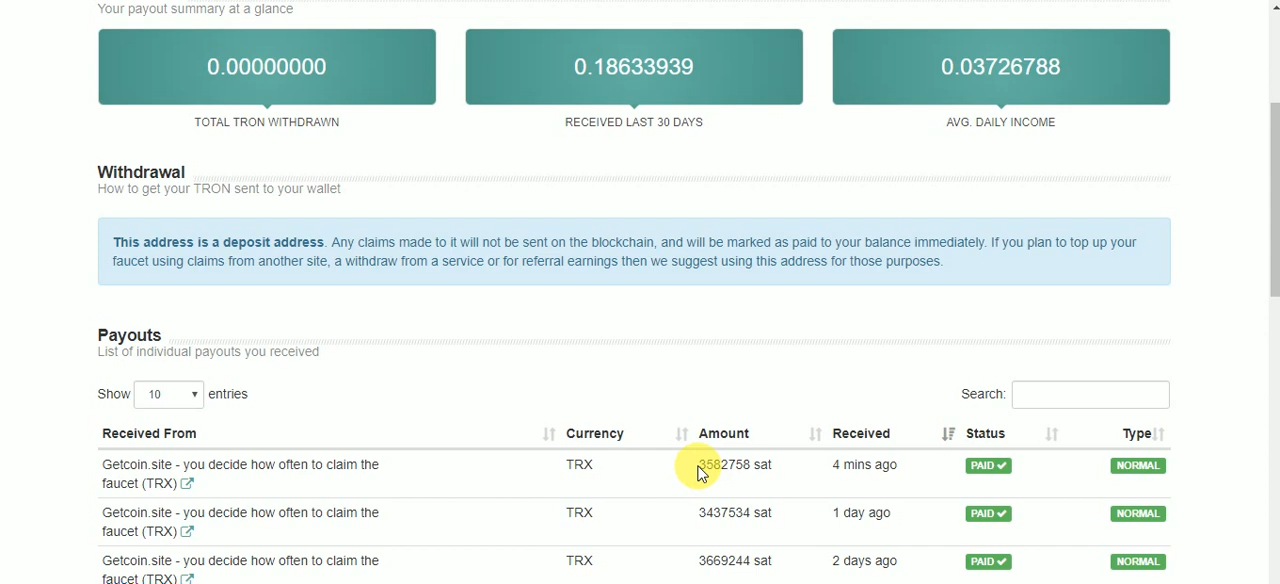 Your payout summary at a glance
0.00000000 0.18633939 0.03726788
TOTAL TRON WITHDRAWN RECEIVED LAST 30 DAYS AVG. DAILY INCOME
Withdrawal
How to get your TRON sent to your wallet
This address is a deposit address. Any claims made to it will not be sent on the blockchain, and will be marked as paid to your balance immediately. If you plan to top up your
faucet using claims from another site, a withdraw from a service or for referral earnings then we suggest using this address for those purposes.
Payouts
List of individual payouts you received
Show 10 entries Search:
Received From Currency Amount Received Status Type
Getcoin.site - you decide how often to claim the TRX 3582758 sat 4 mins ago PAID NORMAL
faucet (TRX)
Getcoin.site - you decide how often to claim the TRX 3437534 sat 1 day ago PAID NORMAL
faucet (TRX)
Getcoin.site - you decide how often to claim the TRX 3669244 sat 2 days ago PAID NORMAL
faucet (TRX)